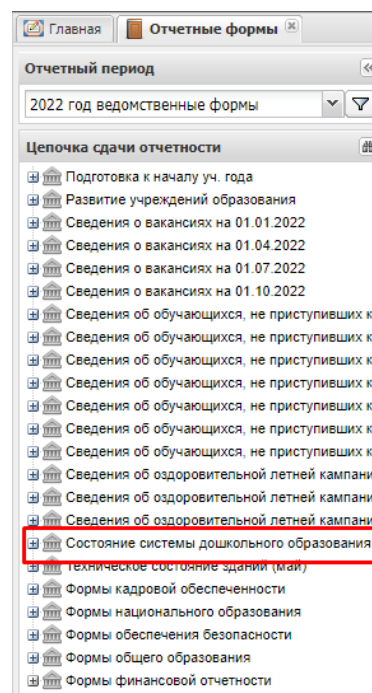 Главная Отчетные формы
Отчетный период
2022 год ведомственные формы
Цепочка сдачи отчетности
Подготовка к началу уч. года
Развитие учреждений образования
Сведения о вакансиях на 01.01.2022
Сведения о вакансиях на 01.04.2022
Сведения о вакансиях на 01.07.2022
Сведения о вакансиях на 01.10.2022
Сведения об обучающихся, не приступивших к
Сведения об обучающихся, не приступивших к
Сведения об обучающихся, не приступивших к
Сведения об обучающихся, не приступивших к
Сведения об обучающихся, не приступивших к
Сведения об обучающихся, не приступивших к
Сведения об обучающихся, не приступивших к
Сведения об оздоровительной летней кампани
Сведения об оздоровительной летней кампани
Сведения об оздоровительной летней кампани
Состояние системы дошкольного образования
Техническое состояние зданий (май)
Формы кадровой обеспеченности
Формы национального образования
Формы обеспечения безопасности
Формы общего образования
Формы финансовой отчетности